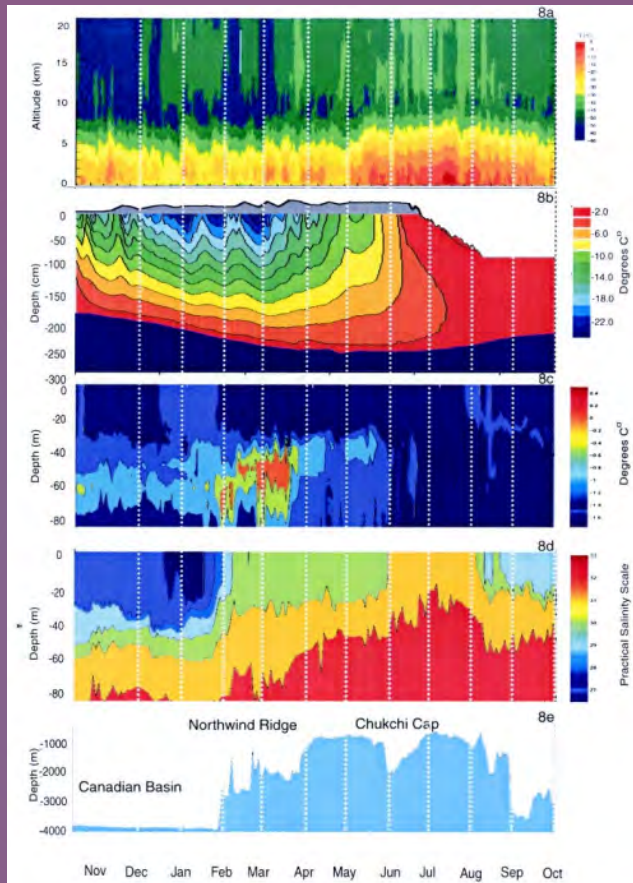 8a
20
15
10
5
0
Altitude (km)
8b
0
-50
-100
-150
-200
-250
-300
Depth (cm)
-2.0
-6.0
-10.0
-14.0
-18.0
-22.0
Degrees C°
8c
0
-20
-40
-60
-80
Depth (m)
Degrees C°
8d
0
-20
-40
-60
-80
Depth (m)
Practical Salinity Scale
8e
Northwind Ridge
Chukchi Cap
Canadian Basin
-1000
-2000
-3000
-4000
Depth (m)
Nov Dec Jan Feb Mar Apr May Jun Jul Aug Sep Oct